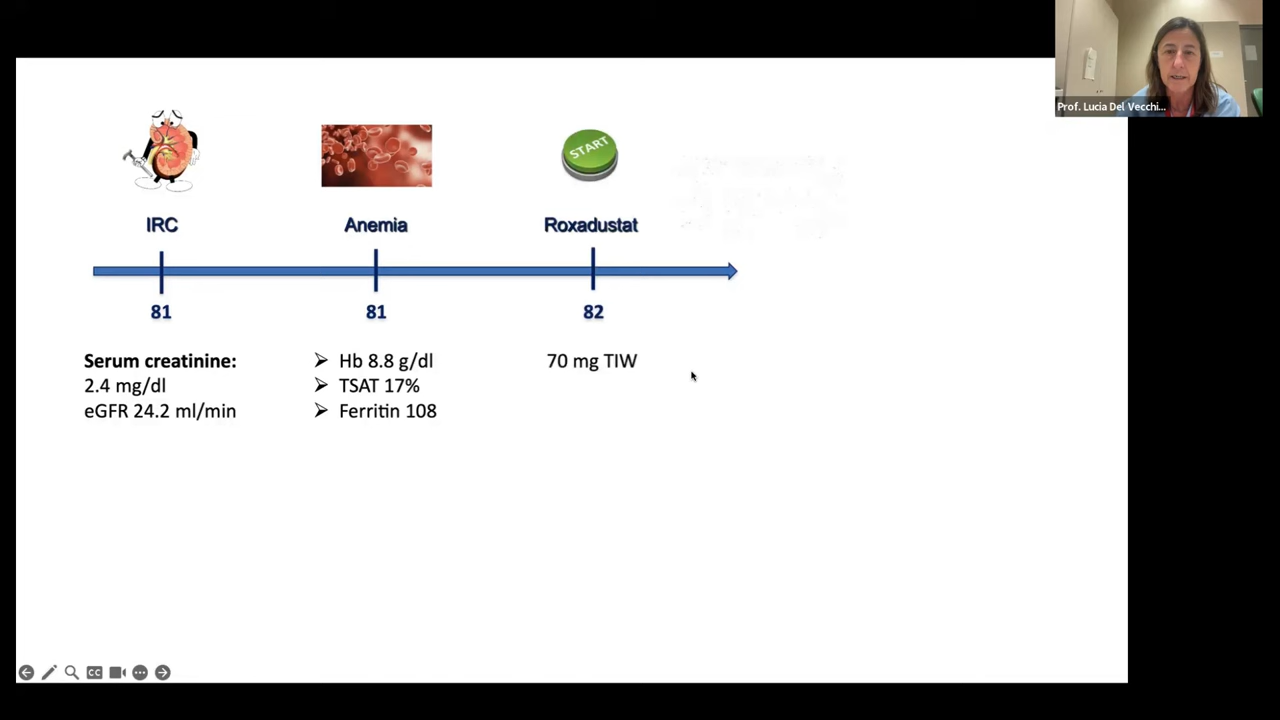 Prof. Lucia Del Vecchi...
START
IRC
Anemia
Roxadustat
81
81
82
Serum creatinine:
2.4 mg/dl
eGFR 24.2 ml/min
➢ Hb 8.8 g/dl
➢ TSAT 17%
➢ Ferritin 108
70 mg TIW
CC